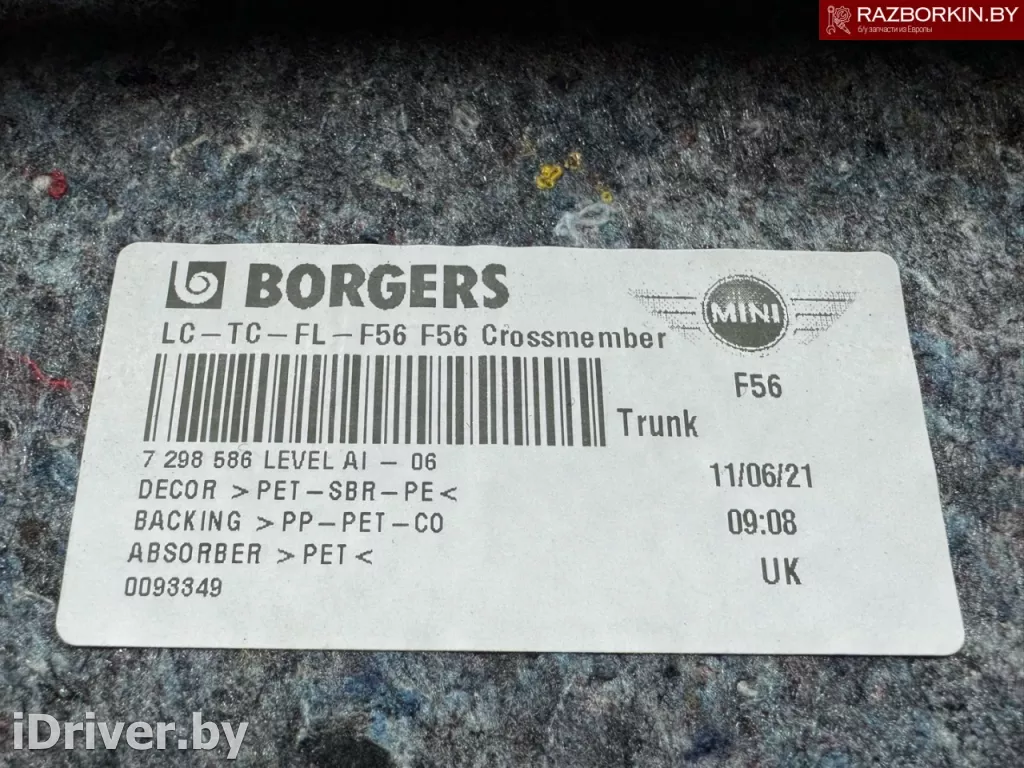 RAZBORKIN.BY
б/у запчасти из Европы
BORGERS
MINI
LC-TC-FL-F56 F56 Crossmember
F56
Trunk
7 298 586 LEVEL AI - 06
11/06/21
DECOR >PET-SBR-PE<
BACKING >PP-PET-CO
09:08
ABSORBER >PET<
UK
0093349
iDriver.by